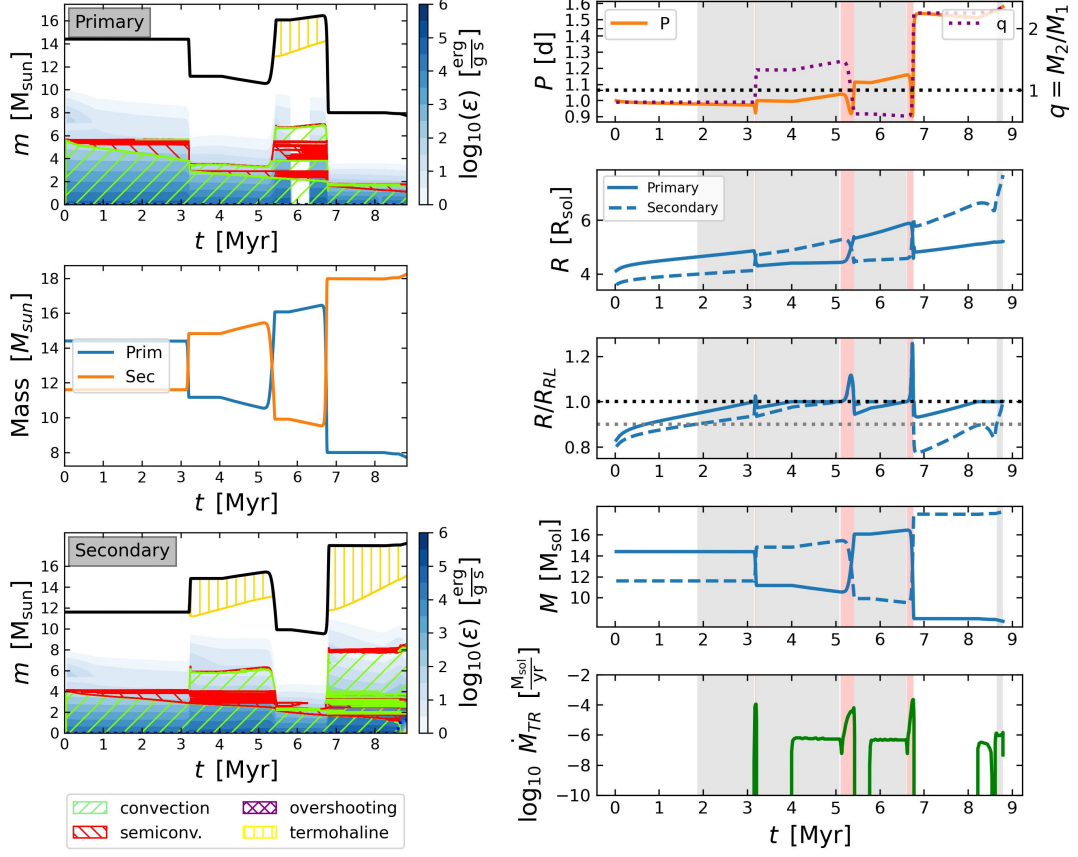 Primary
16
14
12
10
8
6
4
2
0
m [M_sun]
0 1 2 3 4 5 6 7 8
t [Myr]
6
5
4
3
2
1
0
log_10(ε) [erg/g s]
18
16
14
12
10
8
Mass [M_sun]
Prim
Sec
0 1 2 3 4 5 6 7 8
t [Myr]
Secondary
16
14
12
10
8
6
4
2
0
m [M_sun]
0 1 2 3 4 5 6 7 8
t [Myr]
6
5
4
3
2
1
0
log_10(ε) [erg/g s]
convection
overshooting
semiconv.
termohaline
1.6
1.5
1.4
1.3
1.2
1.1
1.0
0.9
P [d]
P
q
2
1
q = M_2/M_1
0 1 2 3 4 5 6 7 8 9
Primary
Secondary
6
4
R [R_sol]
0 1 2 3 4 5 6 7 8 9
1.2
1.0
0.8
R/R_RL
0 1 2 3 4 5 6 7 8 9
16
14
12
10
M [M_sol]
0 1 2 3 4 5 6 7 8 9
−2
−4
−6
−8
−10
log_10 Ṁ_TR [M_sol/yr]
0 1 2 3 4 5 6 7 8 9
t [Myr]